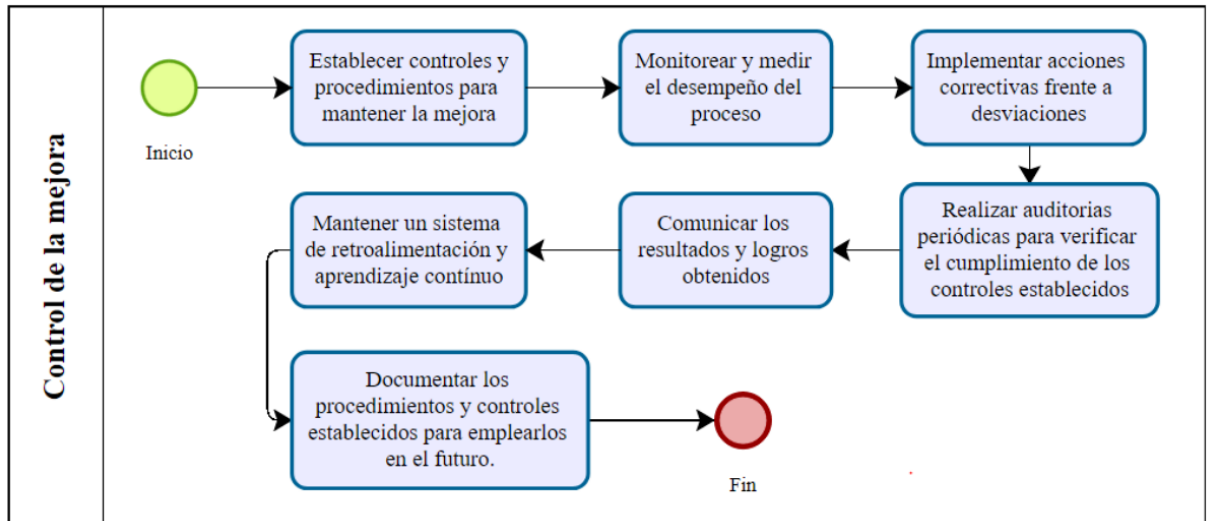 Control de la mejora
Inicio
Establecer controles y
procedimientos para
mantener la mejora
Monitorear y medir
el desempeño del
proceso
Implementar acciones
correctivas frente a
desviaciones
Realizar auditorias
periódicas para verificar
el cumplimiento de los
controles establecidos
Comunicar los
resultados y logros
obtenidos
Mantener un sistema
de retroalimentación y
aprendizaje contínuo
Documentar los
procedimientos y controles
establecidos para emplearlos
en el futuro.
Fin